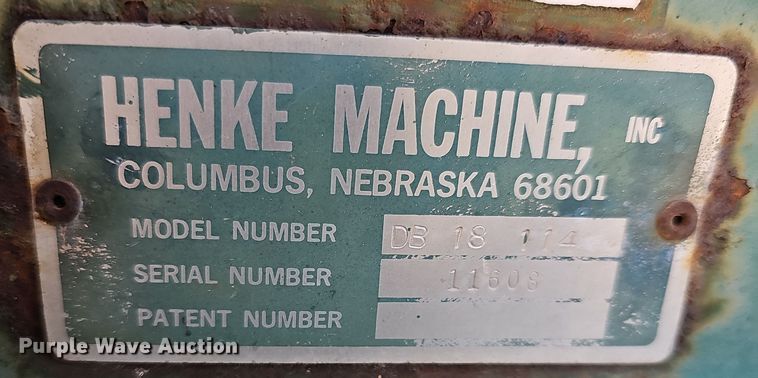 HENKE MACHINE, INC
COLUMBUS, NEBRASKA 68601
MODEL NUMBER DB 18 114
SERIAL NUMBER
PATENT NUMBER
Purple Wave Auction